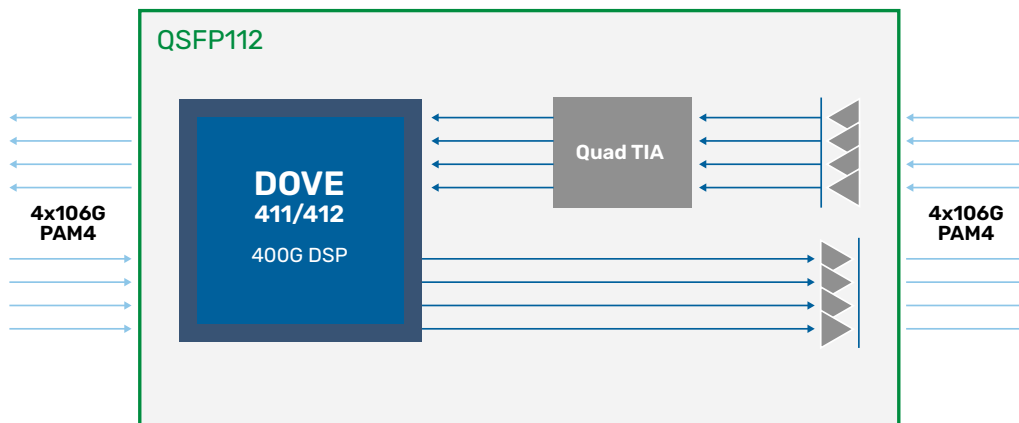 QSFP112
DOVE
411/412
400G DSP
Quad TIA
4x106G
PAM4
4x106G
PAM4